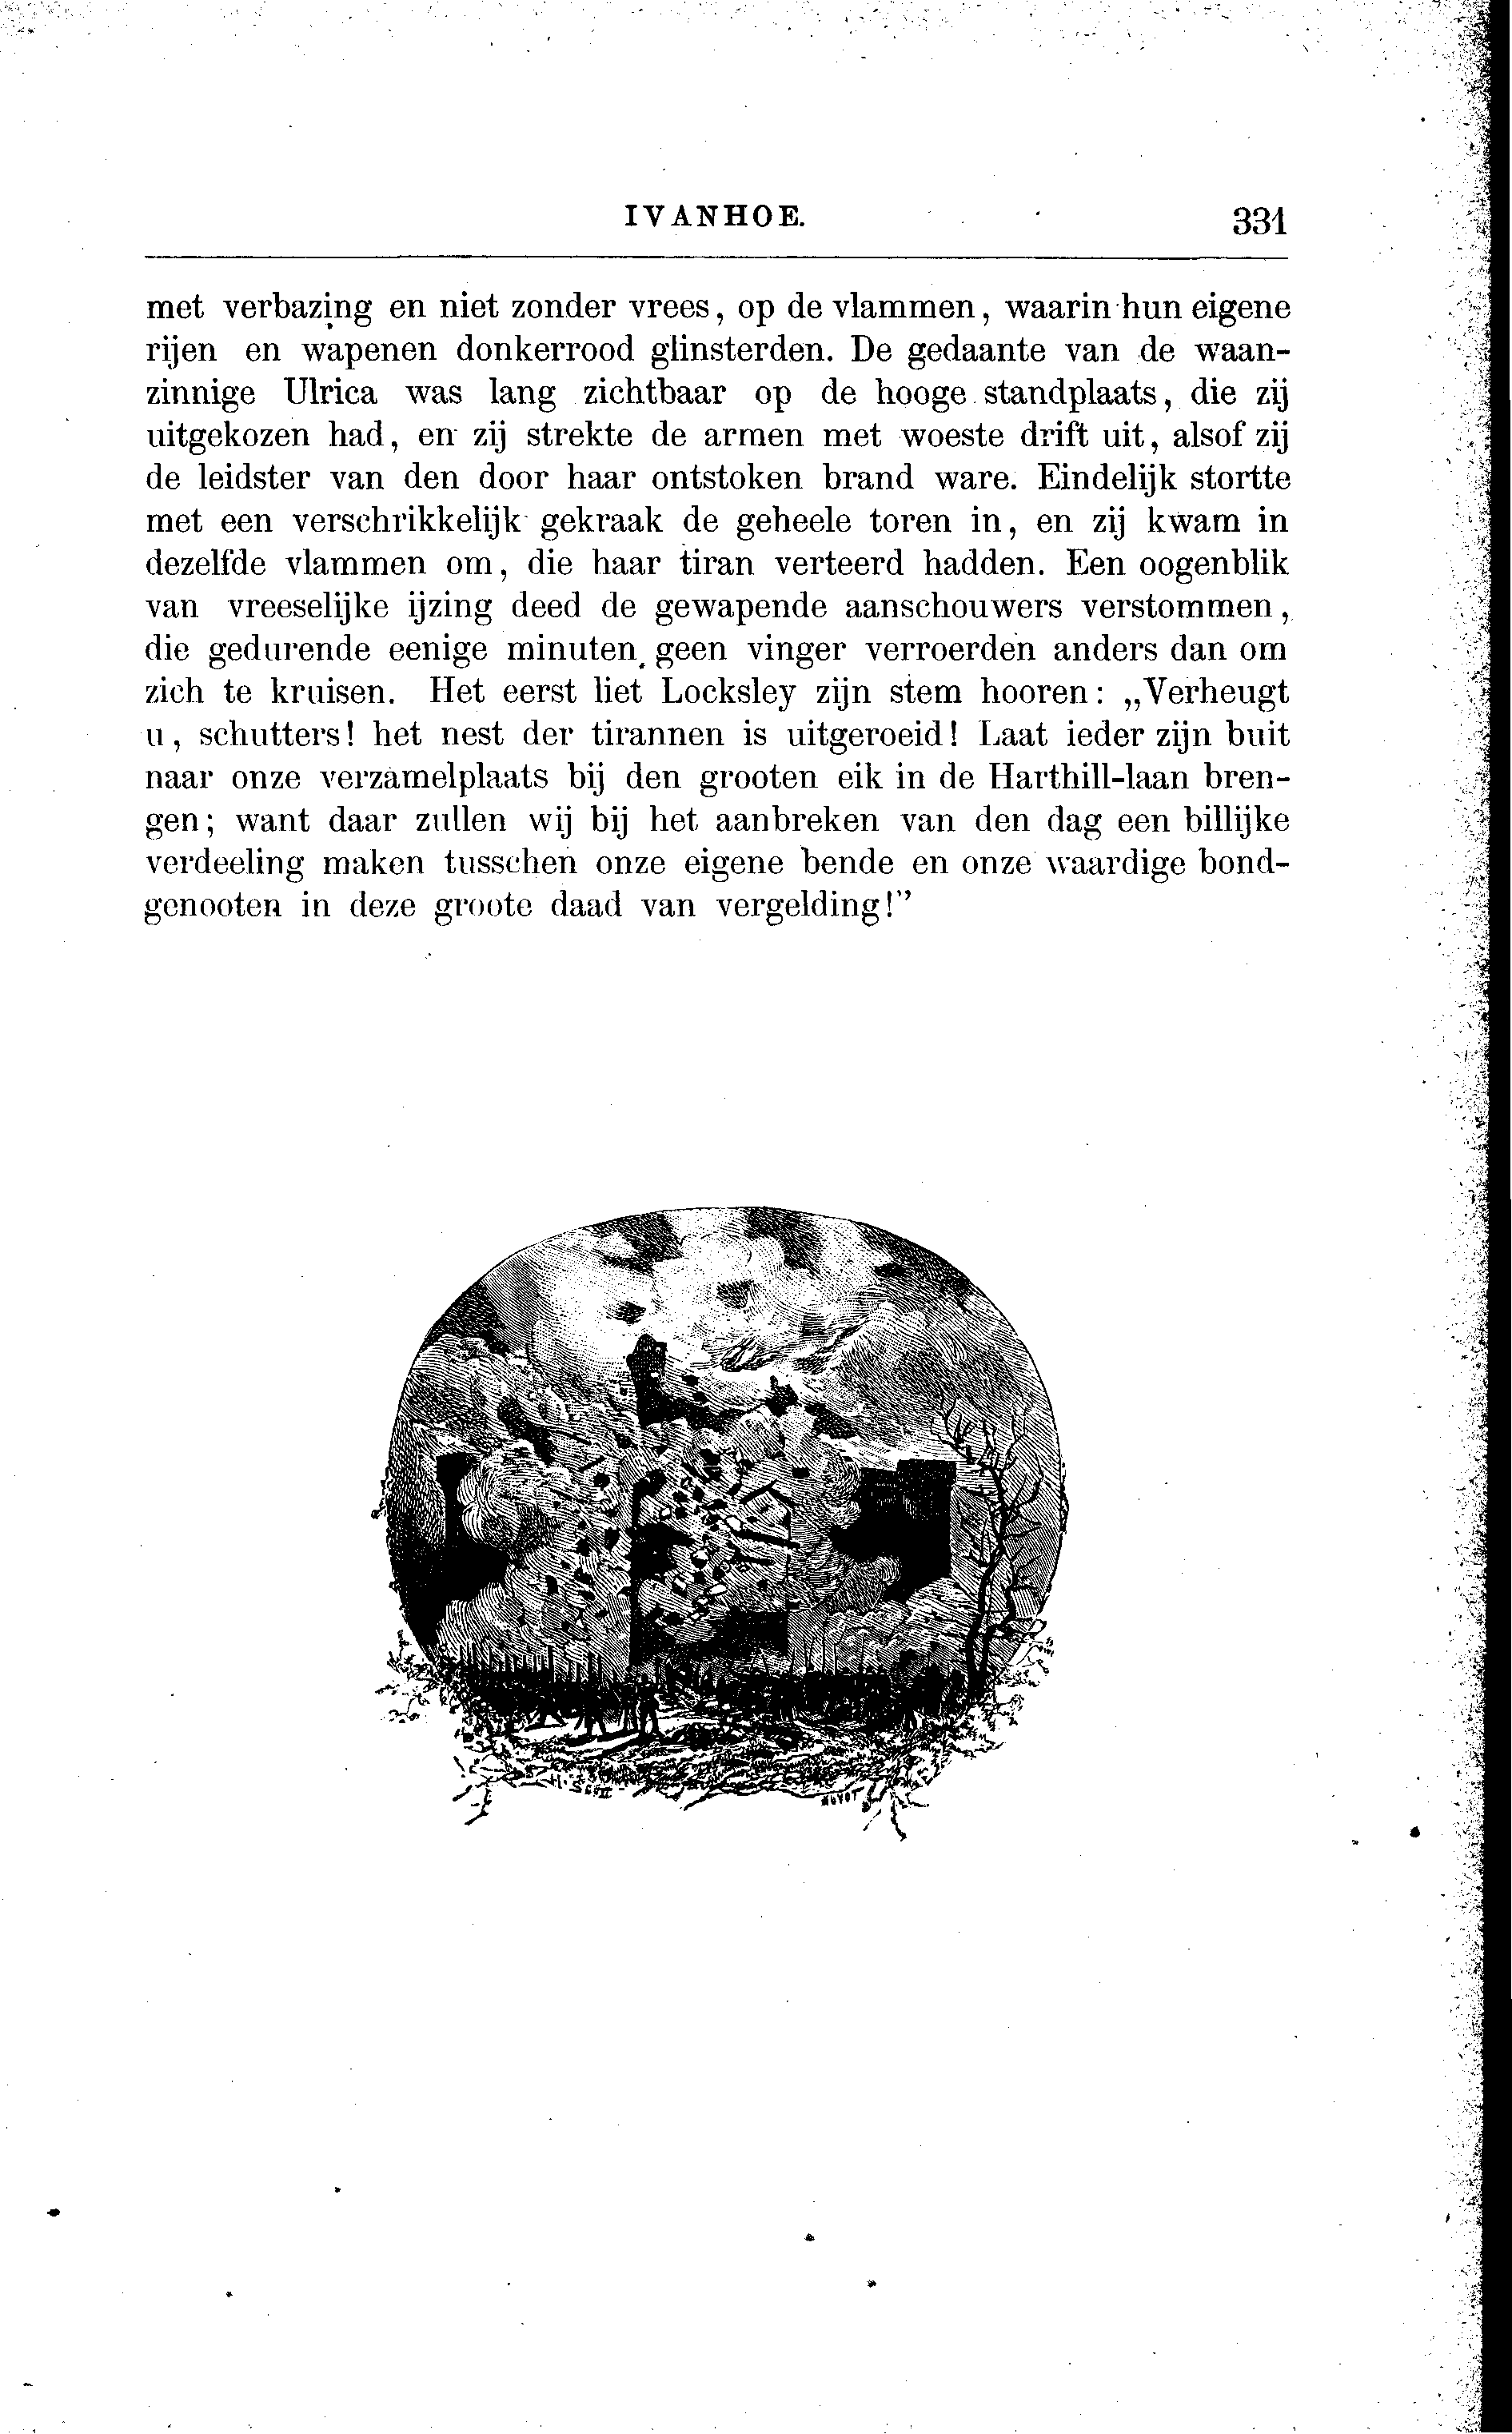 IVANHOE. 331
met verbazing en niet zonder vrees, op de vlammen, waarin hun eigene
rijen en wapenen donkerrood glinsterden. De gedaante van de waan-
zinnige Ulrica was lang zichtbaar op de hooge standplaats, die zij
uitgekozen had, en zij strekte de armen met woeste drift uit, alsof zij
de leidster van den door haar ontstoken brand ware. Eindelijk stortte
met een verschrikkelijk gekraak de geheele toren in, en zij kwam in
dezelfde vlammen om, die haar tiran verteerd hadden. Een oogenblik
van vreeselijke ijzing deed de gewapende aanschouwers verstommen,
die gedurende eenige minuten geen vinger verroerden anders dan om
zich te kruisen. Het eerst liet Locksley zijn stem hooren: „Verheugt
u, schutters! het nest der tirannen is uitgeroeid! Laat ieder zijn buit
naar onze verzamelplaats bij den grooten eik in de Harthill-laan bren-
gen; want daar zullen wij bij het aanbreken van den dag een billijke
verdeeling maken tusschen onze eigene bende en onze waardige bond-
genooten in deze groote daad van vergelding!”